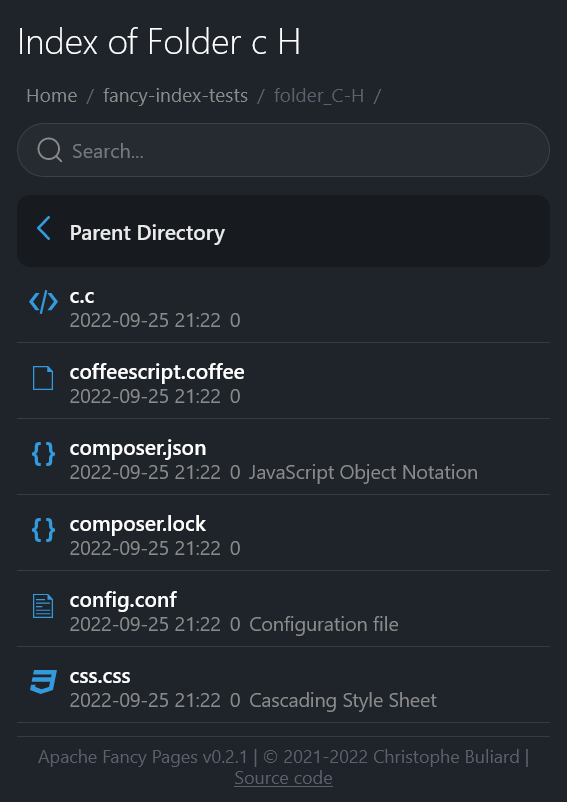 Index of Folder c H
Home / fancy-index-tests / folder_C-H /
Search...
Parent Directory
c.c
2022-09-25 21:22 0
coffeescript.coffee
2022-09-25 21:22 0
composer.json
2022-09-25 21:22 0 JavaScript Object Notation
composer.lock
2022-09-25 21:22 0
config.conf
2022-09-25 21:22 0 Configuration file
css.css
2022-09-25 21:22 0 Cascading Style Sheet
Apache Fancy Pages v0.2.1 | © 2021-2022 Christophe Buliard |
Source code